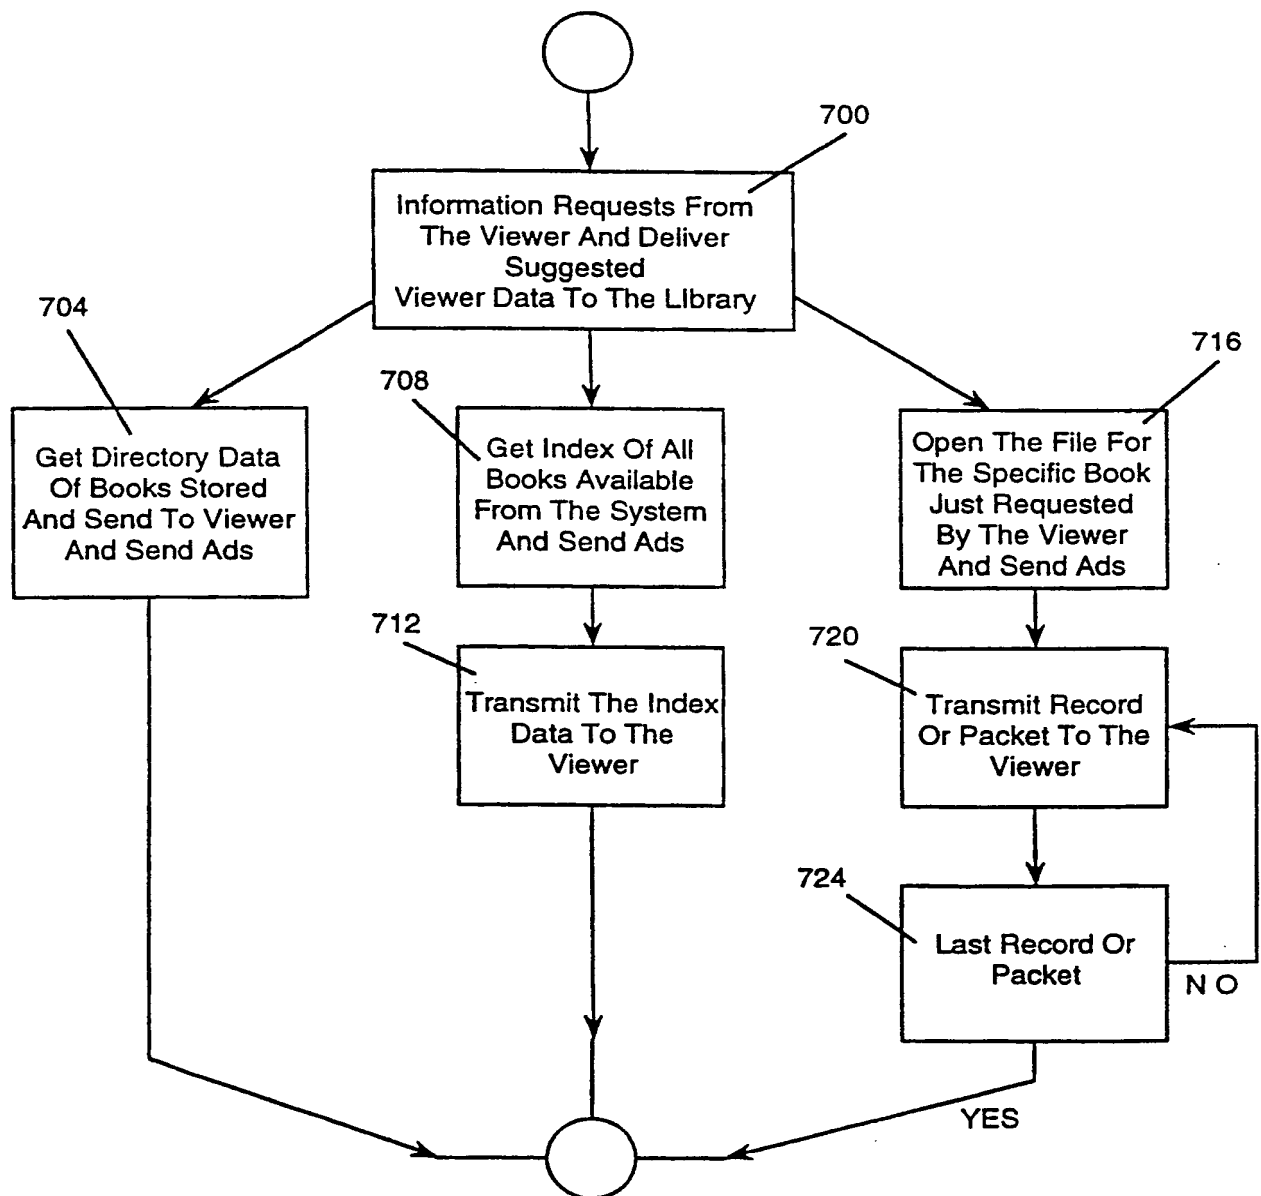 700
Information Requests From
The Viewer And Deliver
Suggested
Viewer Data To The Library
704
Get Directory Data
Of Books Stored
And Send To Viewer
And Send Ads
708
Get Index Of All
Books Available
From The System
And Send Ads
716
Open The File For
The Specific Book
Just Requested
By The Viewer
And Send Ads
712
Transmit The Index
Data To The
Viewer
720
Transmit Record
Or Packet To The
Viewer
724
Last Record Or
Packet
N O
YES